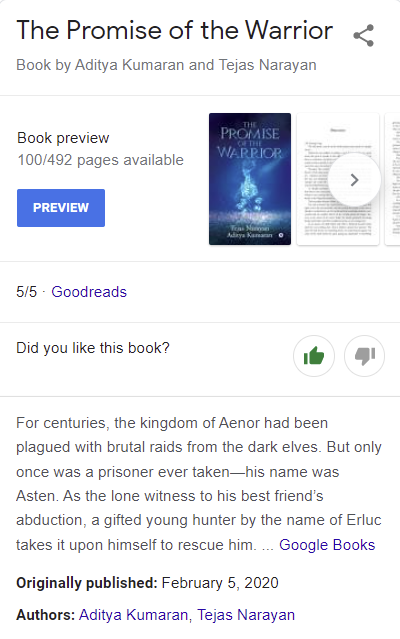 The Promise of the Warrior
Book by Aditya Kumaran and Tejas Narayan
Book preview
100/492 pages available
PREVIEW
THE
PROMISE
OF THE
WARRIOR
Tejas Narayan
Aditya Kumaran
5/5 · Goodreads
Did you like this book?
For centuries, the kingdom of Aenor had been
plagued with brutal raids from the dark elves. But only
once was a prisoner ever taken—his name was
Asten. As the lone witness to his best friend's
abduction, a gifted young hunter by the name of Erluc
takes it upon himself to rescue him. ... Google Books
Originally published: February 5, 2020
Authors: Aditya Kumaran, Tejas Narayan